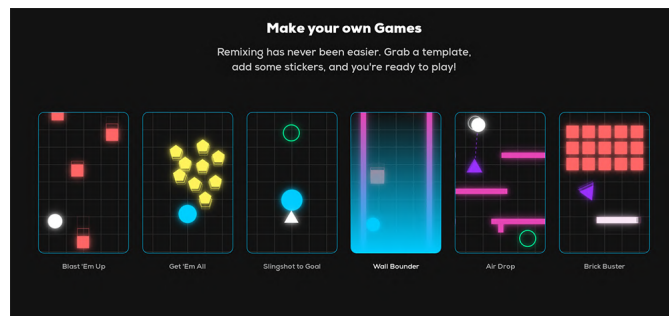 Make your own Games
Remixing has never been easier. Grab a template,
add some stickers, and you're ready to play!
Blast 'Em Up
Get 'Em All
Slingshot to Goal
Wall Bounder
Air Drop
Brick Buster